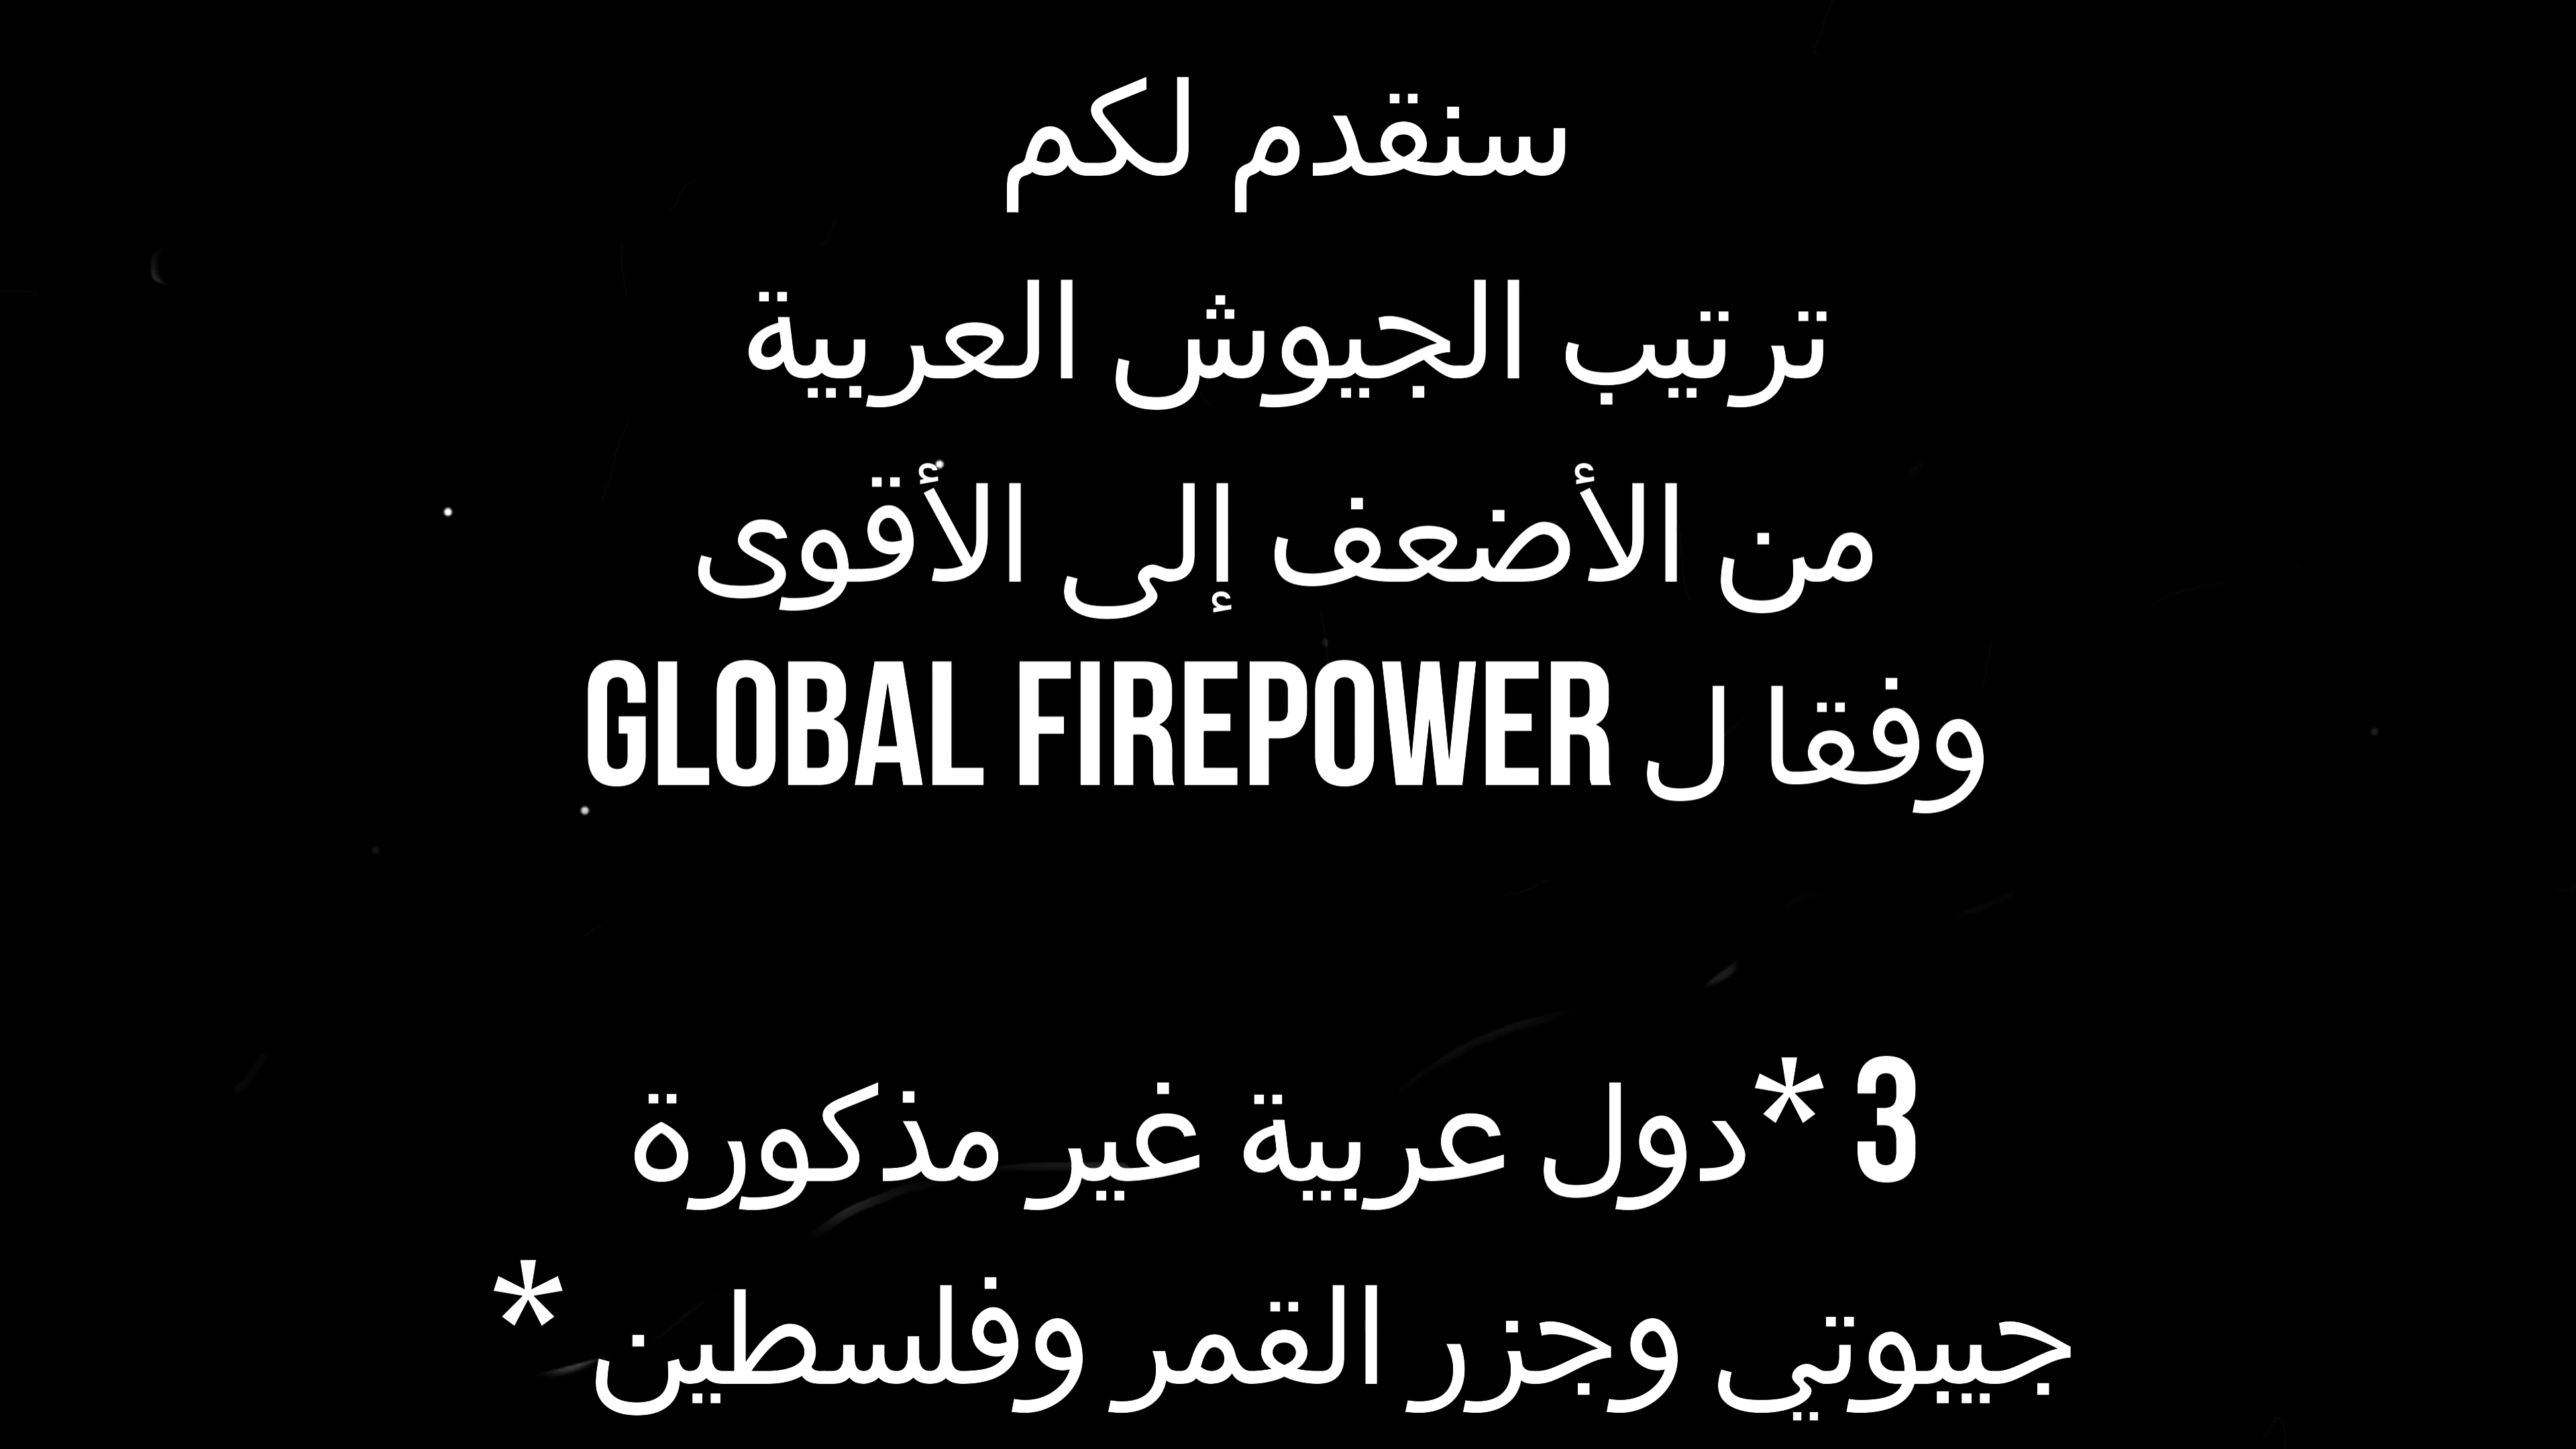 سنقدم لكم
ترتيب الجيوش العربية
من الأضعف إلى الأقوى
وفقا ل GLOBAL FIREPOWER
3 *دول عربية غير مذكورة
جيبوتي وجزر القمر وفلسطين *